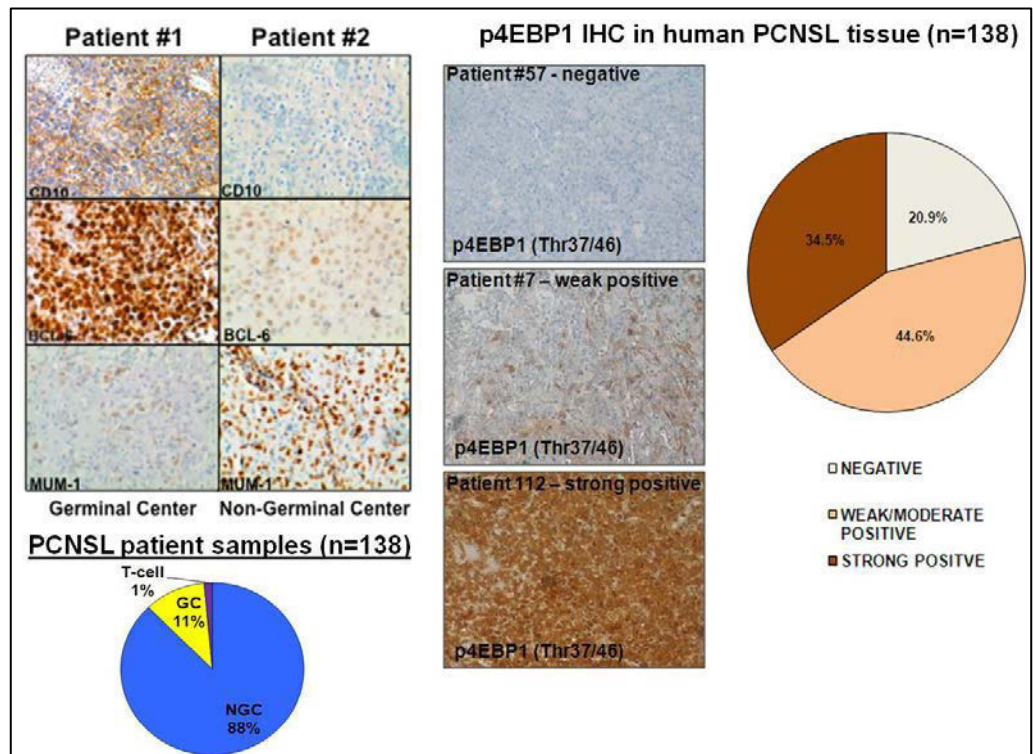 Patient #1
Patient #2
CD10
CD10
BCL-6
BCL-6
MUM-1
MUM-1
Germinal Center
Non-Germinal Center
PCNSL patient samples (n=138)
T-cell
1%
GC
11%
NGC
88%
p4EBP1 IHC in human PCNSL tissue (n=138)
Patient #57 - negative
p4EBP1 (Thr37/46)
Patient #7 – weak positive
p4EBP1 (Thr37/46)
Patient 112 – strong positive
p4EBP1 (Thr37/46)
20.9%
34.5%
44.6%
NEGATIVE
WEAK/MODERATE
POSITIVE
STRONG POSITVE